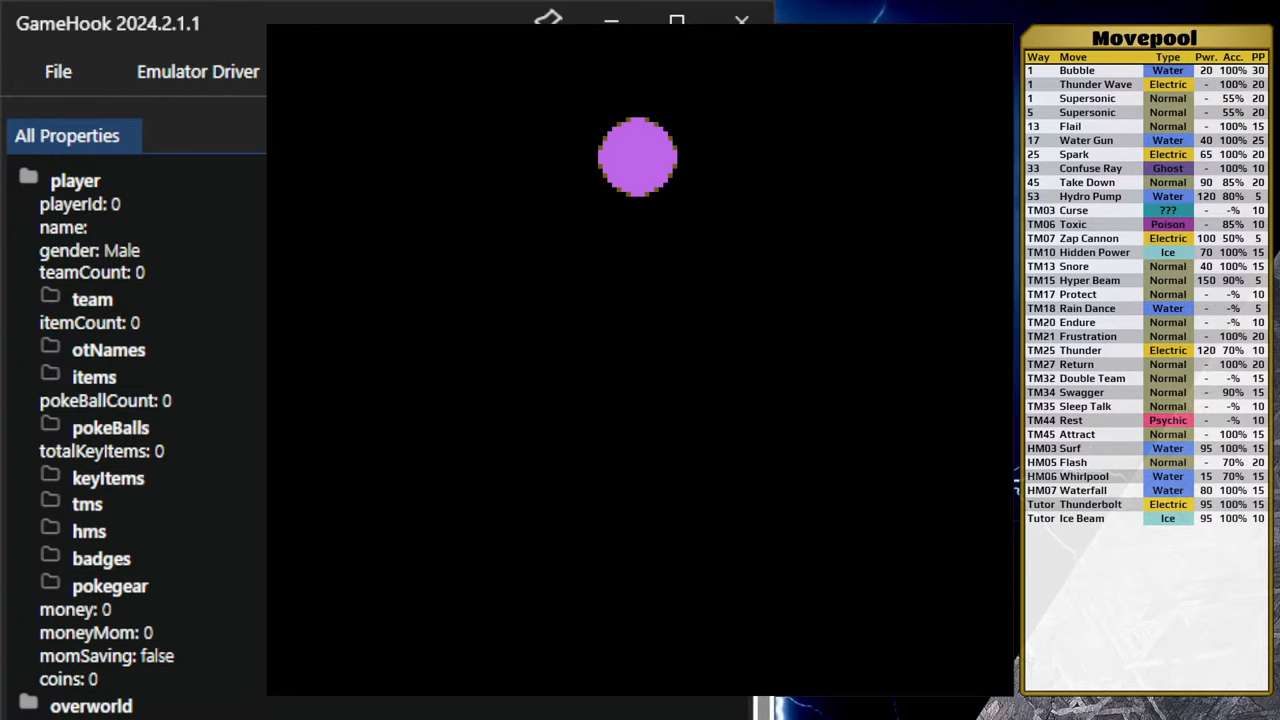 GameHook 2024.2.1.1
File Emulator Driver
All Properties
player
playerId: 0
name:
gender: Male
teamCount: 0
team
itemCount: 0
otNames
items
pokeBallCount: 0
pokeBalls
totalKeyItems: 0
keyItems
tms
hms
badges
pokegear
money: 0
moneyMom: 0
momSaving: false
coins: 0
overworld
Movepool
Way Move Type Pwr. Acc. PP
1 Bubble Water 20 100% 30
1 Thunder Wave Electric - 100% 20
1 Supersonic Normal - 55% 20
5 Supersonic Normal - 55% 20
13 Flail Normal - 100% 15
17 Water Gun Water 40 100% 25
25 Spark Electric 65 100% 20
33 Confuse Ray Ghost - 100% 10
45 Take Down Normal 90 85% 20
53 Hydro Pump Water 120 80% 5
TM03 Curse ??? - -% 10
TM06 Toxic Poison - 85% 10
TM07 Zap Cannon Electric 100 50% 5
TM10 Hidden Power Ice 70 100% 15
TM13 Snore Normal 40 100% 15
TM15 Hyper Beam Normal 150 90% 5
TM17 Protect Normal - -% 10
TM18 Rain Dance Water - -% 5
TM20 Endure Normal - -% 10
TM21 Frustration Normal - 100% 20
TM25 Thunder Electric 120 70% 10
TM27 Return Normal - 100% 20
TM32 Double Team Normal - -% 15
TM34 Swagger Normal - 90% 15
TM35 Sleep Talk Normal - -% 10
TM44 Rest Psychic - -% 10
TM45 Attract Normal - 100% 15
HM03 Surf Water 95 100% 15
HM05 Flash Normal - 70% 20
HM06 Whirlpool Water 15 70% 15
HM07 Waterfall Water 80 100% 15
Tutor Thunderbolt Electric 95 100% 15
Tutor Ice Beam Ice 95 100% 10